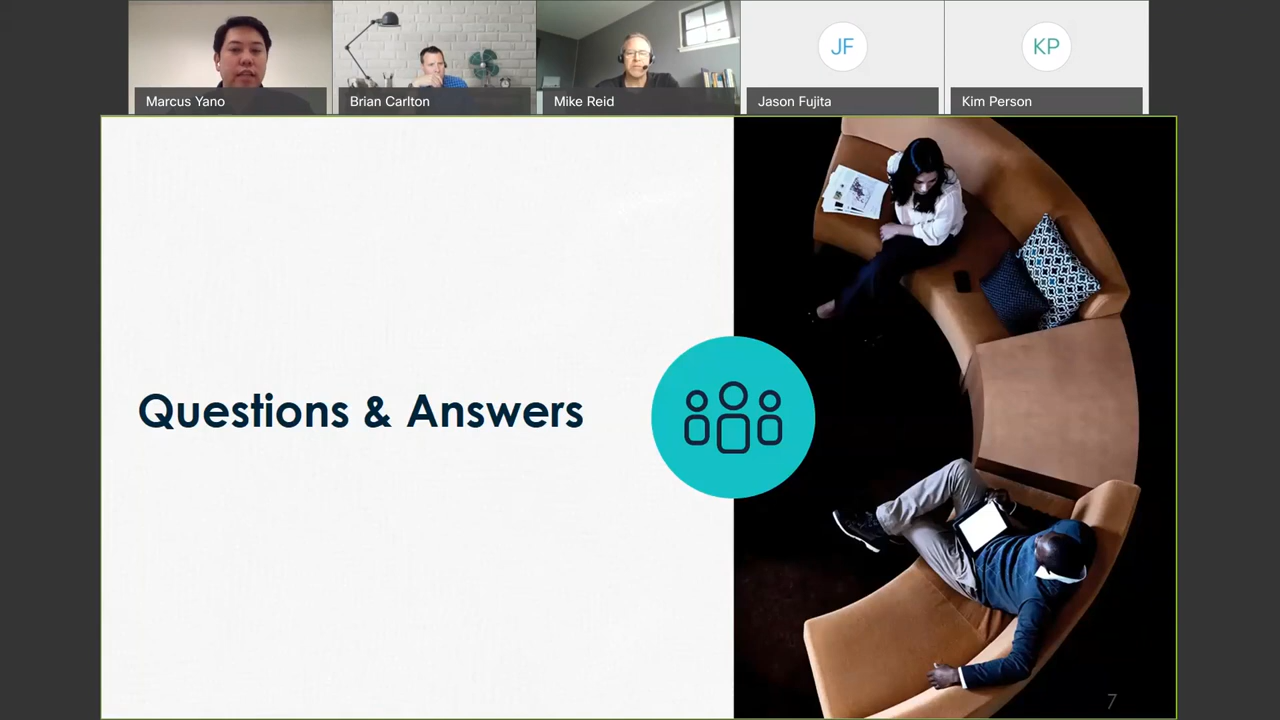 Marcus Yano
Brian Carlton
Mike Reid
JF
Jason Fujita
KP
Kim Person
Questions & Answers
7